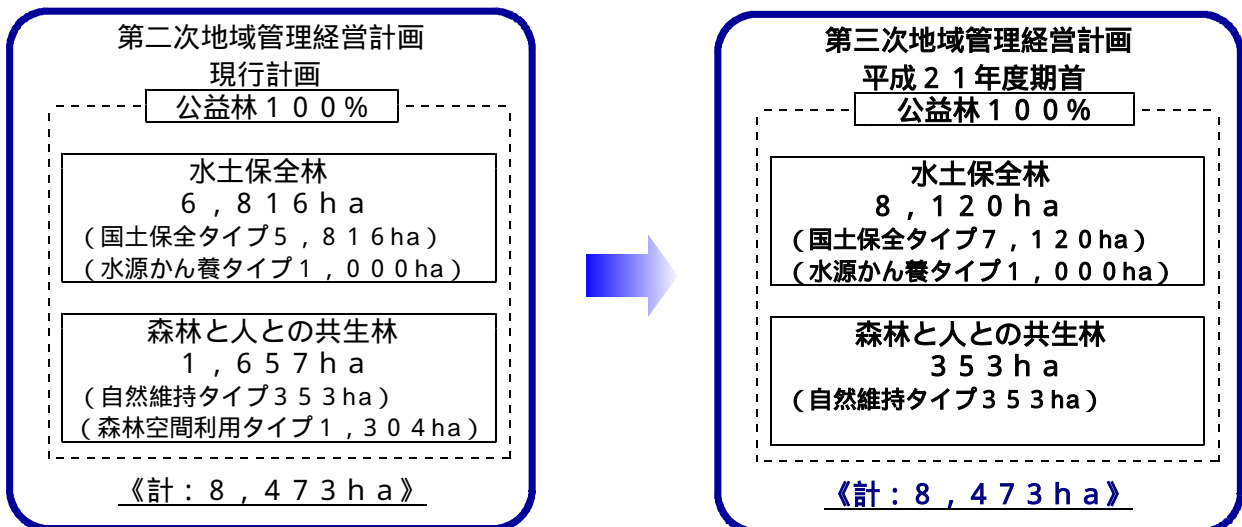 第二次地域管理経営計画
現行計画
公益林１００％
水土保全林
６，８１６ｈａ
（国土保全タイプ５，８１６ha）
（水源かん養タイプ１，０００ha）
森林と人との共生林
１，６５７ｈａ
（自然維持タイプ３５３ha）
（森林空間利用タイプ１，３０４ha）
《計：８，４７３ｈａ》
第三次地域管理経営計画
平成２１年度期首
公益林１００％
水土保全林
８，１２０ｈａ
（国土保全タイプ７，１２０ha）
（水源かん養タイプ１，０００ha）
森林と人との共生林
３５３ｈａ
（自然維持タイプ３５３ha）
《計：８，４７３ｈａ》